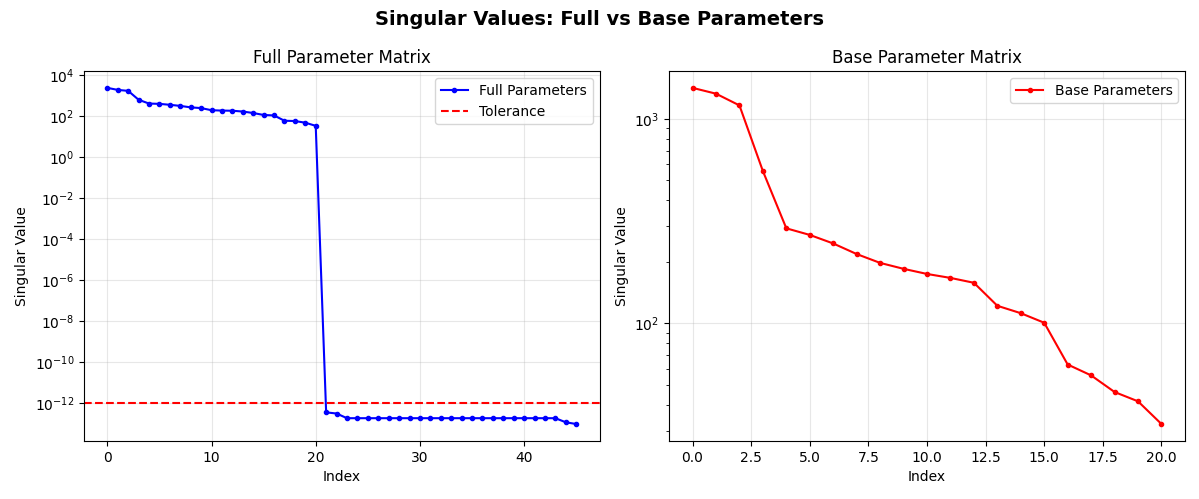 Singular Values: Full vs Base Parameters
Full Parameter Matrix
Singular Value
10^4
10^2
10^0
10^-2
10^-4
10^-6
10^-8
10^-10
10^-12
Full Parameters
Tolerance
0 10 20 30 40
Index
Base Parameter Matrix
Singular Value
10^3
10^2
Base Parameters
0.0 2.5 5.0 7.5 10.0 12.5 15.0 17.5 20.0
Index